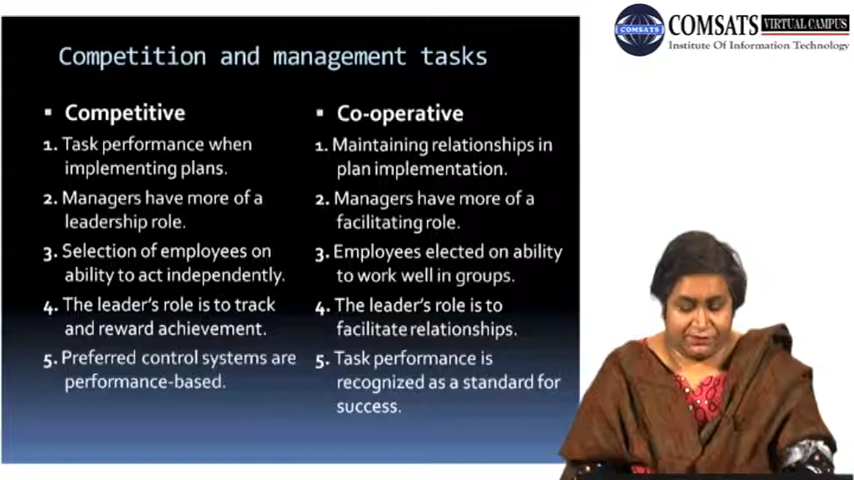 Competition and management tasks
Competitive
1. Task performance when
implementing plans.
2. Managers have more of a
leadership role.
3. Selection of employees on
ability to act independently.
4. The leader's role is to track
and reward achievement.
5. Preferred control systems are
performance-based.
Co-operative
1. Maintaining relationships in
plan implementation.
2. Managers have more of a
facilitating role.
3. Employees elected on ability
to work well in groups.
4. The leader's role is to
facilitate relationships.
5. Task performance is
recognized as a standard for
success.
COMSATS
COMSATS VIRTUAL CAMPUS
Institute Of Information Technology